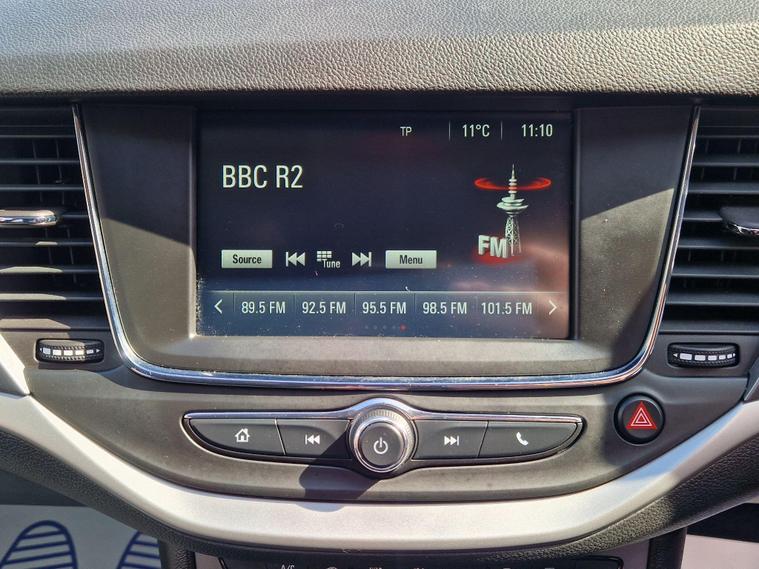 TP 11°C 11:10
BBC R2
FM
Source Tune Menu
89.5 FM 92.5 FM 95.5 FM 98.5 FM 101.5 FM
A/S